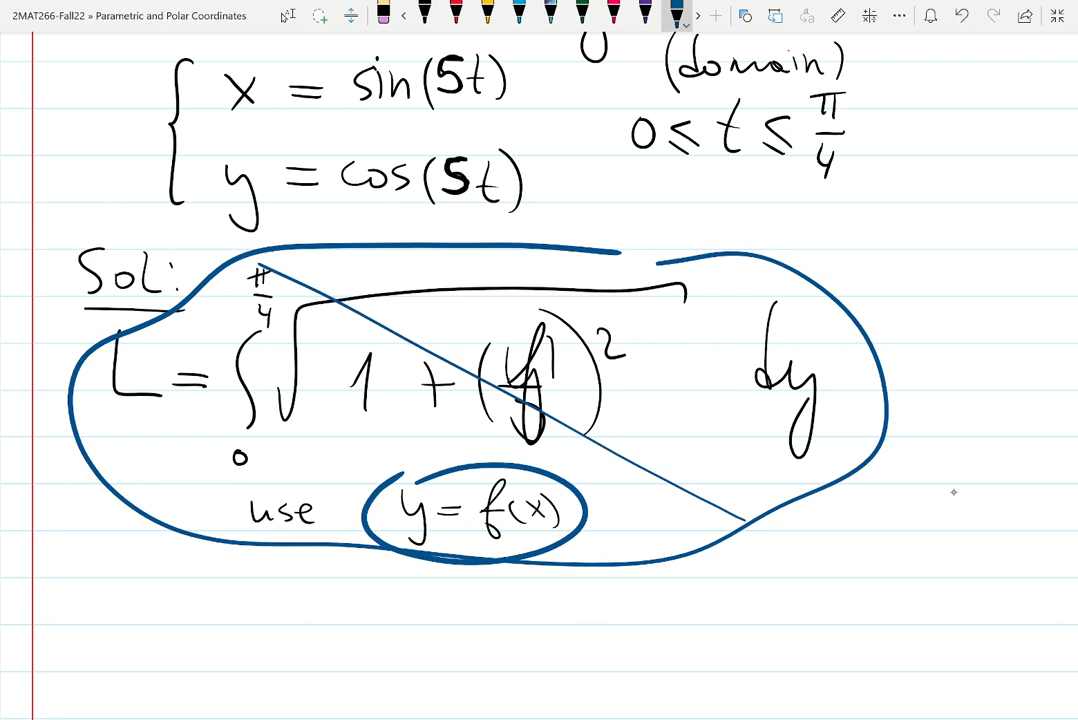 2MAT266-Fall22 » Parametric and Polar Coordinates
(domain)
x = sin(5t)
0 ≤ t ≤ π/4
y = cos(5t)
Sol:
L = ∫₀^(π/4) √(1 + (f')²) dy
use y = f(x)